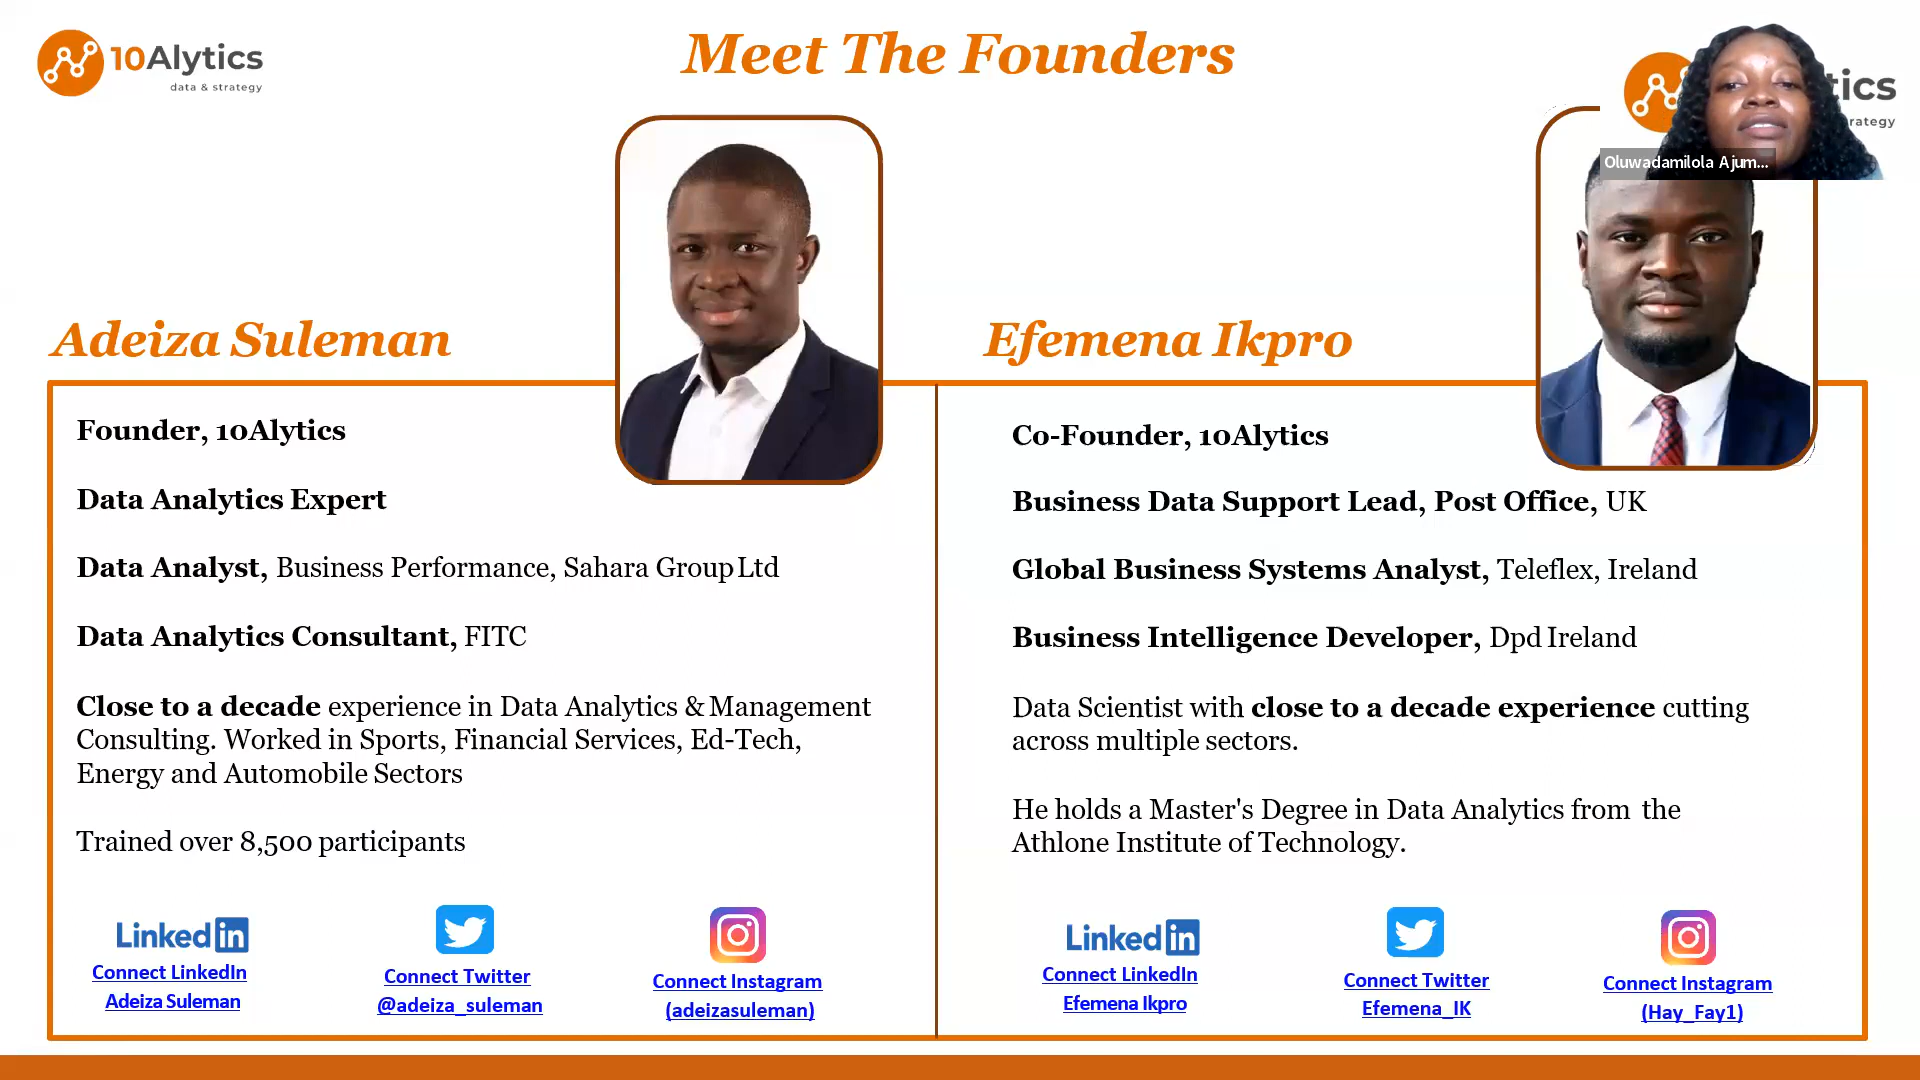 10Alytics
data & strategy
Meet The Founders
tics
rategy
Oluwadamilola Ajum...
Adeiza Suleman
Founder, 10Alytics
Data Analytics Expert
Data Analyst, Business Performance, Sahara Group Ltd
Data Analytics Consultant, FITC
Close to a decade experience in Data Analytics & Management
Consulting. Worked in Sports, Financial Services, Ed-Tech,
Energy and Automobile Sectors
Trained over 8,500 participants
Linked in
Connect LinkedIn
Adeiza Suleman
Connect Twitter
@adeiza_suleman
Connect Instagram
(adeizasuleman)
Efemena Ikpro
Co-Founder, 10Alytics
Business Data Support Lead, Post Office, UK
Global Business Systems Analyst, Teleflex, Ireland
Business Intelligence Developer, Dpd Ireland
Data Scientist with close to a decade experience cutting
across multiple sectors.
He holds a Master's Degree in Data Analytics from the
Athlone Institute of Technology.
Linked in
Connect LinkedIn
Efemena Ikpro
Connect Twitter
Efemena_IK
Connect Instagram
(Hay_Fay1)